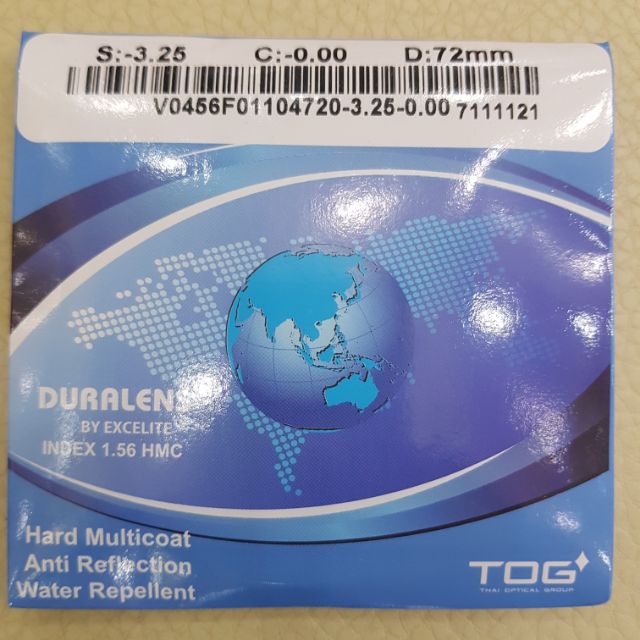 S:-3.25 C:-0.00 D:72mm
V0456F01104720-3.25-0.00 7111121
DURALENS
BY EXCELITE
INDEX 1.56 HMC
Hard Multicoat
Anti Reflection
Water Repellent
TOG
THAI OPTICAL GROUP